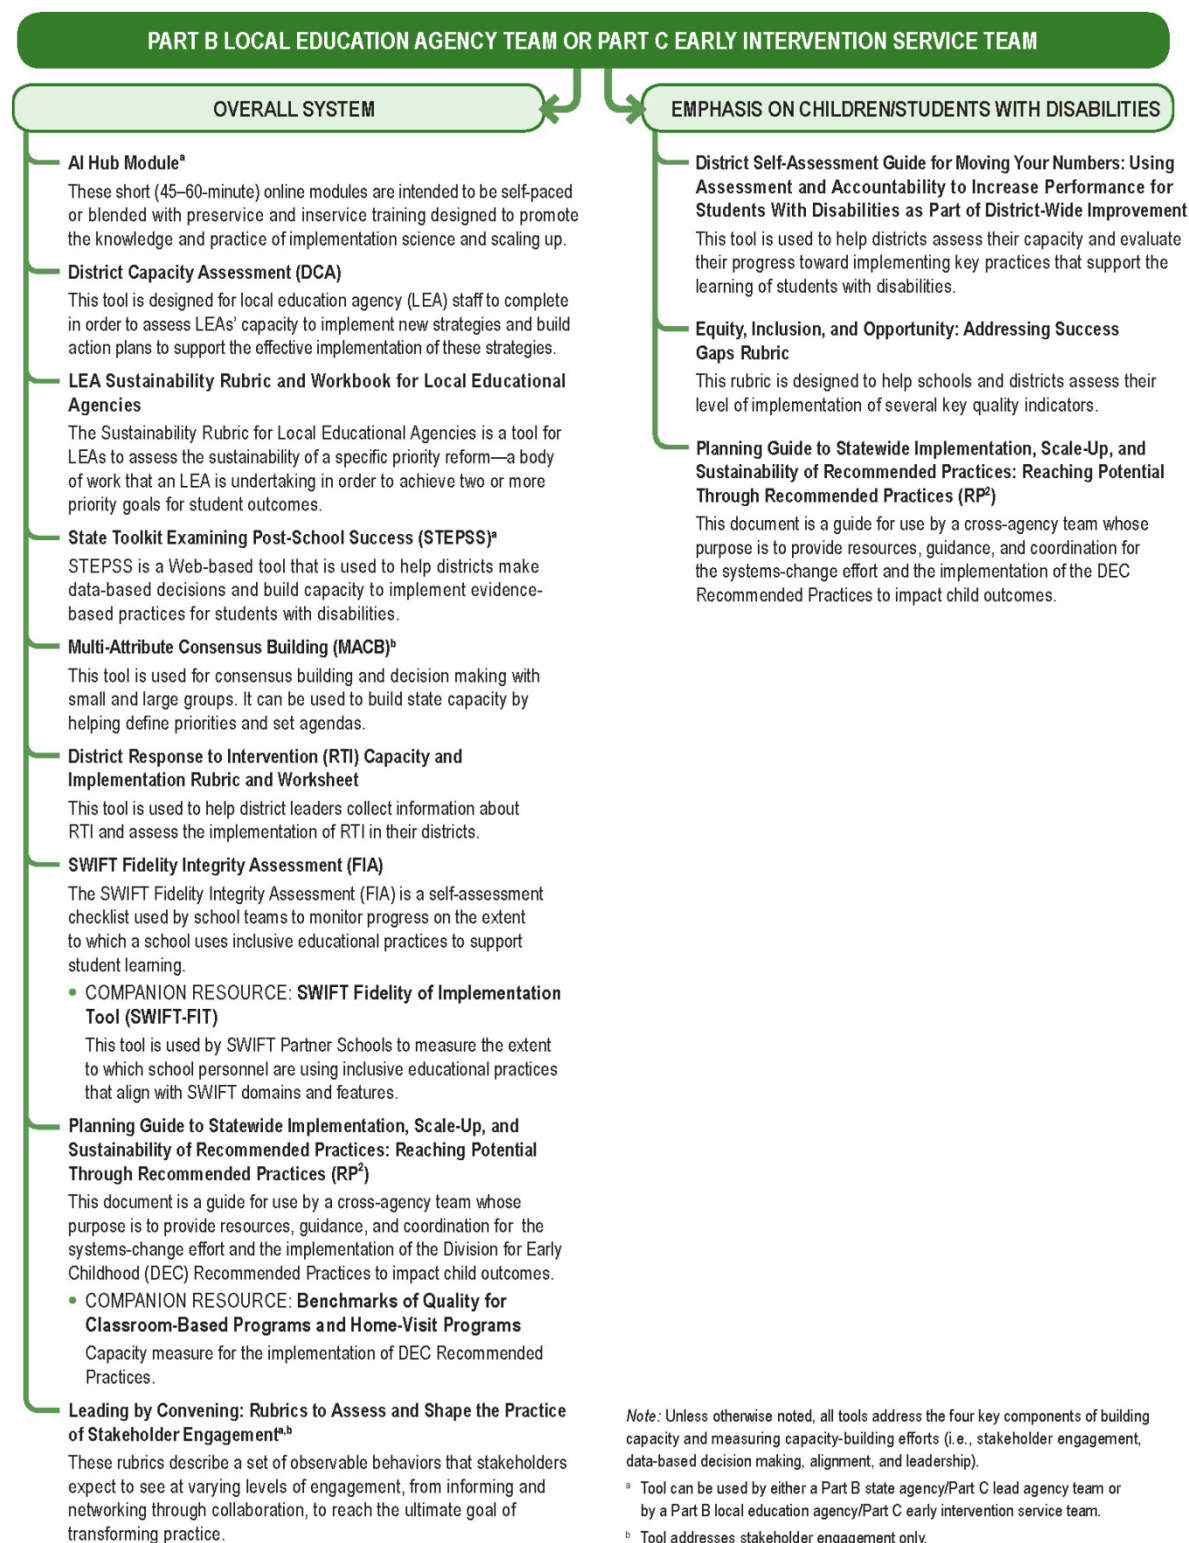 PART B LOCAL EDUCATION AGENCY TEAM OR PART C EARLY INTERVENTION SERVICE TEAM
OVERALL SYSTEM
AI Hub Moduleᵃ
These short (45–60-minute) online modules are intended to be self-paced
or blended with preservice and inservice training designed to promote
the knowledge and practice of implementation science and scaling up.
District Capacity Assessment (DCA)
This tool is designed for local education agency (LEA) staff to complete
in order to assess LEAs’ capacity to implement new strategies and build
action plans to support the effective implementation of these strategies.
LEA Sustainability Rubric and Workbook for Local Educational
Agencies
The Sustainability Rubric for Local Educational Agencies is a tool for
LEAs to assess the sustainability of a specific priority reform—a body
of work that an LEA is undertaking in order to achieve two or more
priority goals for student outcomes.
State Toolkit Examining Post-School Success (STEPSS)ᵃ
STEPSS is a Web-based tool that is used to help districts make
data-based decisions and build capacity to implement evidence-
based practices for students with disabilities.
Multi-Attribute Consensus Building (MACB)ᵇ
This tool is used for consensus building and decision making with
small and large groups. It can be used to build state capacity by
helping define priorities and set agendas.
District Response to Intervention (RTI) Capacity and
Implementation Rubric and Worksheet
This tool is used to help district leaders collect information about
RTI and assess the implementation of RTI in their districts.
SWIFT Fidelity Integrity Assessment (FIA)
The SWIFT Fidelity Integrity Assessment (FIA) is a self-assessment
checklist used by school teams to monitor progress on the extent
to which a school uses inclusive educational practices to support
student learning.
• COMPANION RESOURCE: SWIFT Fidelity of Implementation
Tool (SWIFT-FIT)
This tool is used by SWIFT Partner Schools to measure the extent
to which school personnel are using inclusive educational practices
that align with SWIFT domains and features.
Planning Guide to Statewide Implementation, Scale-Up, and
Sustainability of Recommended Practices: Reaching Potential
Through Recommended Practices (RP²)
This document is a guide for use by a cross-agency team whose
purpose is to provide resources, guidance, and coordination for the
systems-change effort and the implementation of the Division for Early
Childhood (DEC) Recommended Practices to impact child outcomes.
• COMPANION RESOURCE: Benchmarks of Quality for
Classroom-Based Programs and Home-Visit Programs
Capacity measure for the implementation of DEC Recommended
Practices.
Leading by Convening: Rubrics to Assess and Shape the Practice
of Stakeholder Engagementᵃ,ᵇ
These rubrics describe a set of observable behaviors that stakeholders
expect to see at varying levels of engagement, from informing and
networking through collaboration, to reach the ultimate goal of
transforming practice.
EMPHASIS ON CHILDREN/STUDENTS WITH DISABILITIES
District Self-Assessment Guide for Moving Your Numbers: Using
Assessment and Accountability to Increase Performance for
Students With Disabilities as Part of District-Wide Improvement
This tool is used to help districts assess their capacity and evaluate
their progress toward implementing key practices that support the
learning of students with disabilities.
Equity, Inclusion, and Opportunity: Addressing Success
Gaps Rubric
This rubric is designed to help schools and districts assess their
level of implementation of several key quality indicators.
Planning Guide to Statewide Implementation, Scale-Up, and
Sustainability of Recommended Practices: Reaching Potential
Through Recommended Practices (RP²)
This document is a guide for use by a cross-agency team whose
purpose is to provide resources, guidance, and coordination for
the systems-change effort and the implementation of the DEC
Recommended Practices to impact child outcomes.
Note: Unless otherwise noted, all tools address the four key components of building
capacity and measuring capacity-building efforts (i.e., stakeholder engagement,
data-based decision making, alignment, and leadership).
ᵃ Tool can be used by either a Part B state agency/Part C lead agency team or
by a Part B local education agency/Part C early intervention service team.
ᵇ Tool addresses stakeholder engagement only.